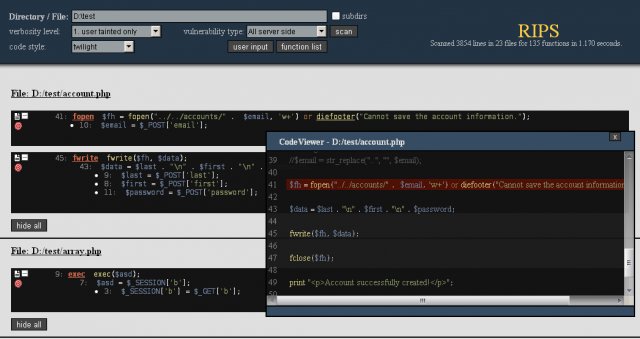 Directory / File: D:/test subdirs
RIPS
verbosity level: 1. user tainted only vulnerability type: All server side scan
Scanned 3854 lines in 23 files for 135 functions in 1.170 seconds.
code style: twilight user input function list
File: D:/test/account.php
41: fopen $fh = fopen("../../accounts/" . $email, 'w+') or diefooter("Cannot save the account information.");
• 10: $email = $_POST['email'];
45: fwrite fwrite($fh, $data);
43: $data = $last . "\n" . $first . "\n" .
• 9: $last = $_POST['last'];
• 8: $first = $_POST['first'];
• 11: $password = $_POST['password'];
hide all
File: D:/test/array.php
9: exec exec($asd);
7: $asd = $_SESSION['b'];
• 3: $_SESSION['b'] = $_GET['b'];
hide all
CodeViewer - D:/test/account.php x
39 //$email = str_replace("..", "", $email);
40
41 $fh = fopen("../../accounts/" . $email, 'w+') or diefooter("Cannot save the account information
42
43 $data = $last . "\n" . $first . "\n" . $password;
44
45 fwrite($fh, $data);
46
47 fclose($fh);
48
49 print "<p>Account successfully created!</p>";
50